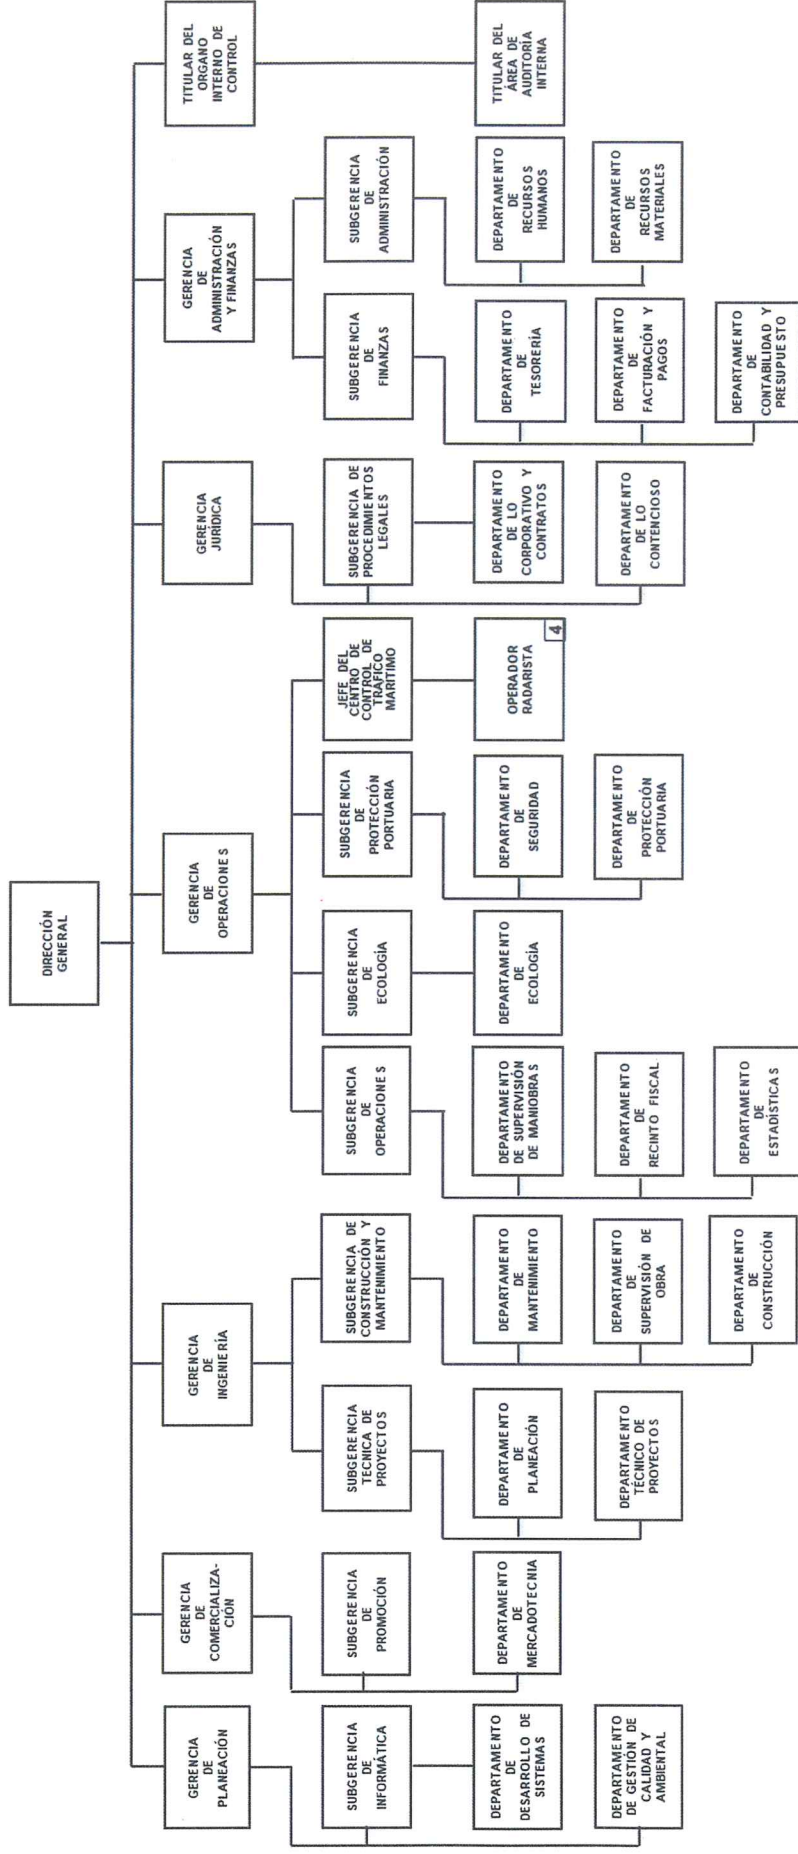 DIRECCIÓN
GENERAL
GERENCIA
DE
PLANEACIÓN
GERENCIA
DE
COMERCIALIZA-
CIÓN
GERENCIA
DE
INGENIERÍA
GERENCIA
DE
OPERACIONES
GERENCIA
JURÍDICA
GERENCIA
DE
ADMINISTRACIÓN
Y FINANZAS
TITULAR DEL
ORGANO
INTERNO DE
CONTROL
SUBGERENCIA
DE
INFORMÁTICA
SUBGERENCIA
DE
PROMOCIÓN
SUBGERENCIA
TECNICA DE
PROYECTOS
SUBGERENCIA DE
CONSTRUCCIÓN Y
MANTENIMIENTO
SUBGERENCIA
DE
OPERACIONES
SUBGERENCIA
DE
ECOLOGÍA
SUBGERENCIA
DE
PROTECCIÓN
PORTUARIA
JEFE DEL
CENTRO DE
CONTROL DE
TRÁFICO
MARÍTIMO
SUBGERENCIA DE
PROCEDIMIENTOS
LEGALES
SUBGERENCIA
DE
FINANZAS
SUBGERENCIA
DE
ADMINISTRACIÓN
DEPARTAMENTO
DE
DESARROLLO DE
SISTEMAS
DEPARTAMENTO
DE
MERCADOTECNIA
DEPARTAMENTO
DE
PLANEACIÓN
DEPARTAMENTO
DE
MANTENIMIENTO
DEPARTAMENTO
DE SUPERVISIÓN
DE MANIOBRAS
DEPARTAMENTO
DE
ECOLOGÍA
DEPARTAMENTO
DE
SEGURIDAD
OPERADOR
RADARISTA
4
DEPARTAMENTO
DE LO
CORPORATIVO Y
CONTRATOS
DEPARTAMENTO
DE
TESORERÍA
DEPARTAMENTO
DE
RECURSOS
HUMANOS
TITULAR DEL
ÁREA DE
AUDITORÍA
INTERNA
DEPARTAMENTO
DE GESTIÓN DE
CALIDAD Y
AMBIENTAL
DEPARTAMENTO
TÉCNICO DE
PROYECTOS
DEPARTAMENTO
DE
SUPERVISIÓN DE
OBRA
DEPARTAMENTO
DE
RECINTO FISCAL
DEPARTAMENTO
DE
PROTECCIÓN
PORTUARIA
DEPARTAMENTO
DE LO
CONTENCIOSO
DEPARTAMENTO
DE
FACTURACIÓN Y
PAGOS
DEPARTAMENTO
DE
RECURSOS
MATERIALES
DEPARTAMENTO
DE
CONSTRUCCIÓN
DEPARTAMENTO
DE
ESTADÍSTICAS
DEPARTAMENTO
DE
CONTABILIDAD Y
PRESUPUESTO